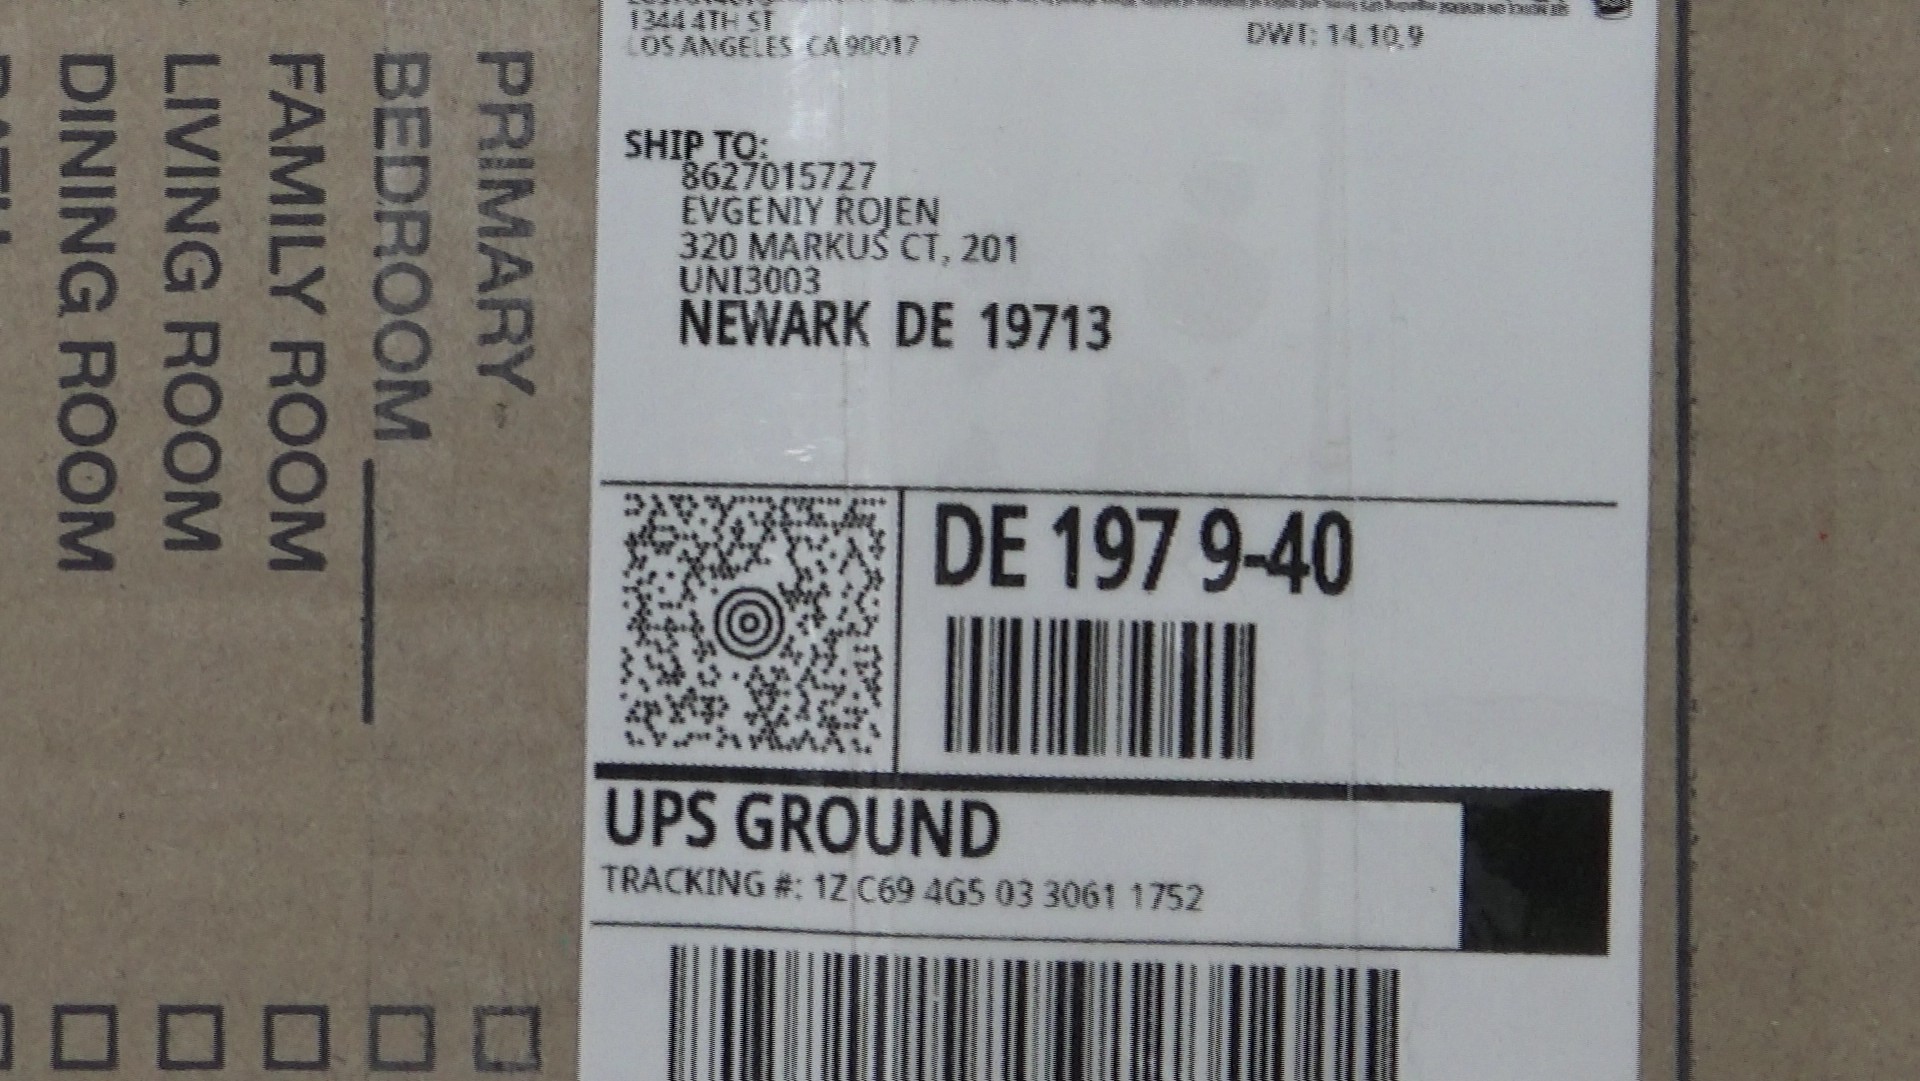 1344 4TH ST
LOS ANGELES CA 90017
DWT: 14,10,9
SHIP TO:
8627015727
EVGENIY ROJEN
320 MARKUS CT, 201
UNI3003
NEWARK DE 19713
DE 197 9-40
UPS GROUND
TRACKING #: 1Z C69 4G5 03 3061 1752
PRIMARY
BEDROOM
FAMILY ROOM
LIVING ROOM
DINING ROOM